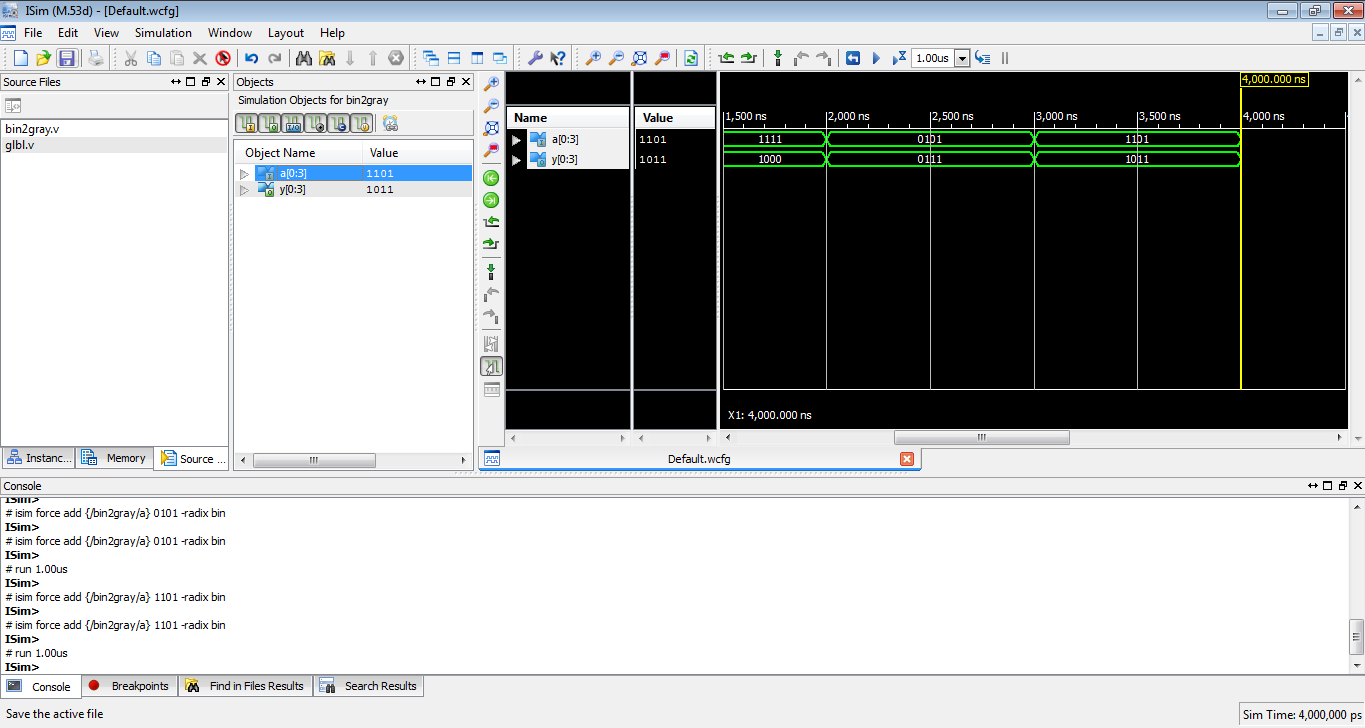 ISim (M.53d) - [Default.wcfg]
File Edit View Simulation Window Layout Help
1.00us
Source Files
bin2gray.v
glbl.v
Instanc... Memory Source ...
Objects
Simulation Objects for bin2gray
Object Name Value
a[0:3] 1101
y[0:3] 1011
Name Value
a[0:3] 1101
y[0:3] 1011
4,000.000 ns
1,500 ns 2,000 ns 2,500 ns 3,000 ns 3,500 ns 4,000 ns
1111 0101 1101
1000 0111 1011
X1: 4,000.000 ns
Default.wcfg
Console
ISim>
# isim force add {/bin2gray/a} 0101 -radix bin
ISim>
# isim force add {/bin2gray/a} 0101 -radix bin
ISim>
# run 1.00us
ISim>
# isim force add {/bin2gray/a} 1101 -radix bin
ISim>
# isim force add {/bin2gray/a} 1101 -radix bin
ISim>
# run 1.00us
ISim>
Console Breakpoints Find in Files Results Search Results
Save the active file
Sim Time: 4,000,000 ps